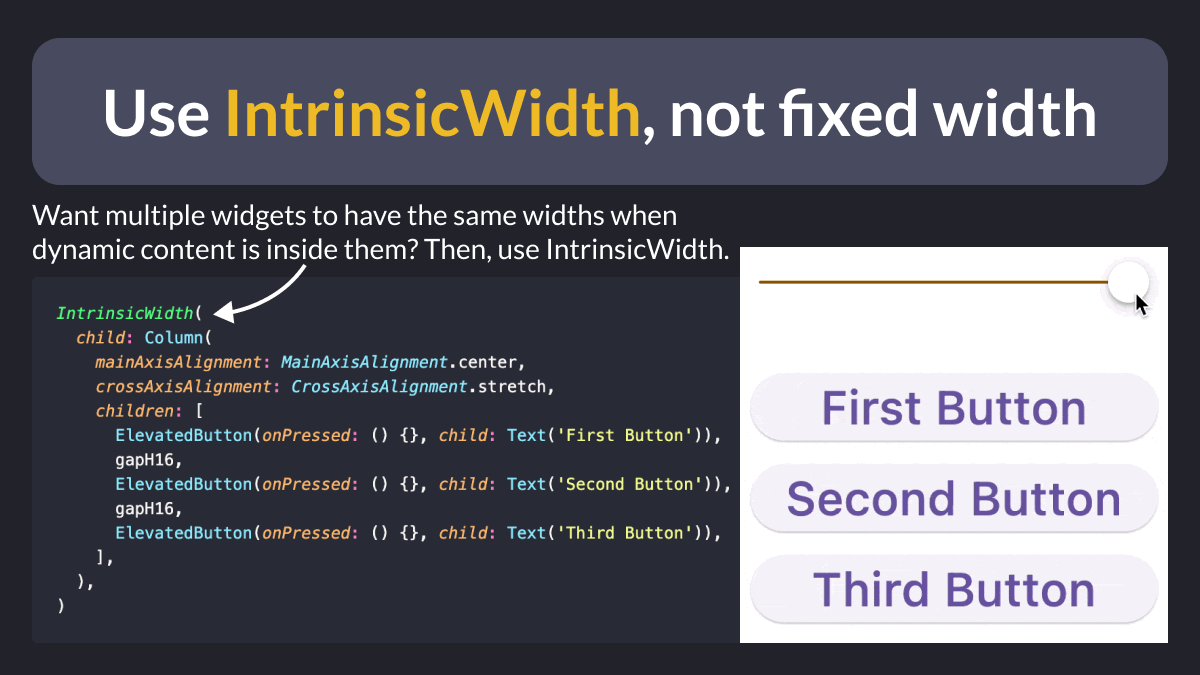 Use IntrinsicWidth, not fixed width
Want multiple widgets to have the same widths when
dynamic content is inside them? Then, use IntrinsicWidth.
IntrinsicWidth(
  child: Column(
    mainAxisAlignment: MainAxisAlignment.center,
    crossAxisAlignment: CrossAxisAlignment.stretch,
    children: [
      ElevatedButton(onPressed: () {}, child: Text('First Button')),
      gapH16,
      ElevatedButton(onPressed: () {}, child: Text('Second Button')),
      gapH16,
      ElevatedButton(onPressed: () {}, child: Text('Third Button')),
    ],
  ),
)
First Button
Second Button
Third Button